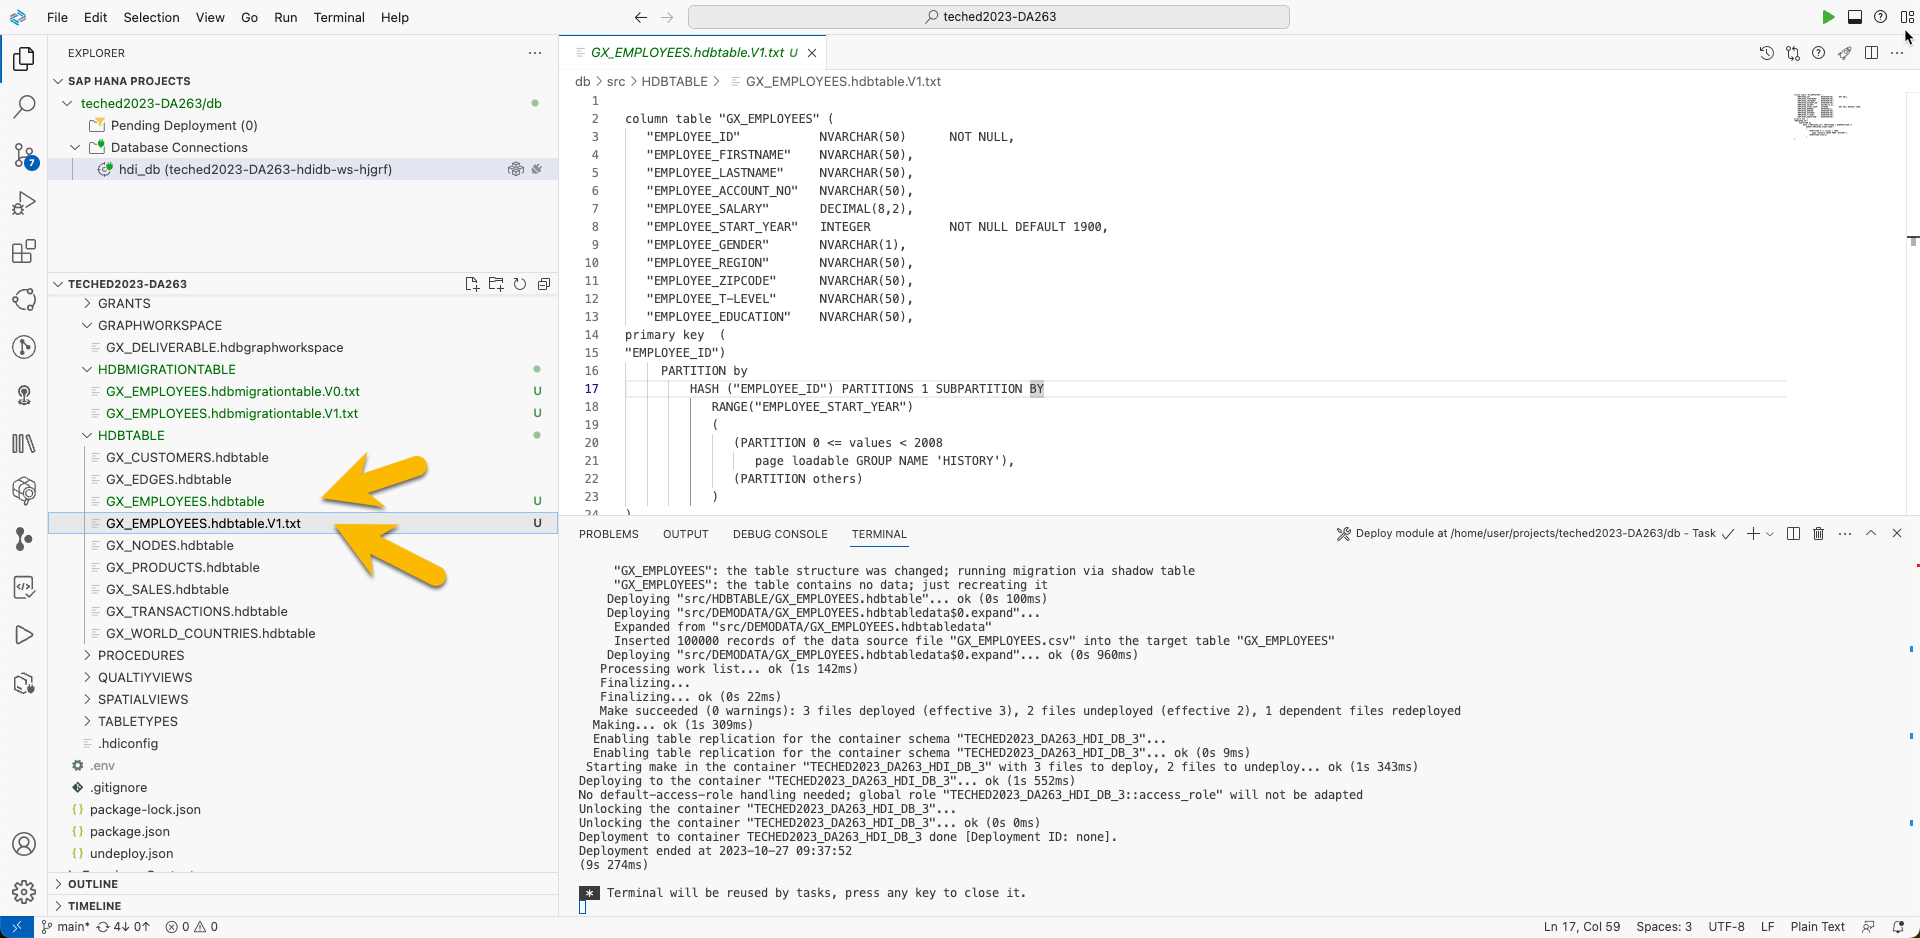 File Edit Selection View Go Run Terminal Help
teched2023-DA263
EXPLORER
SAP HANA PROJECTS
teched2023-DA263/db
Pending Deployment (0)
Database Connections
hdi_db (teched2023-DA263-hdidb-ws-hjgrf)
7
TECHED2023-DA263
GRANTS
GRAPHWORKSPACE
GX_DELIVERABLE.hdbgraphworkspace
HDBMIGRATIONTABLE
GX_EMPLOYEES.hdbmigrationtable.V0.txt U
GX_EMPLOYEES.hdbmigrationtable.V1.txt U
HDBTABLE
GX_CUSTOMERS.hdbtable
GX_EDGES.hdbtable
GX_EMPLOYEES.hdbtable U
GX_EMPLOYEES.hdbtable.V1.txt U
GX_NODES.hdbtable
GX_PRODUCTS.hdbtable
GX_SALES.hdbtable
GX_TRANSACTIONS.hdbtable
GX_WORLD_COUNTRIES.hdbtable
PROCEDURES
QUALTIYVIEWS
SPATIALVIEWS
TABLETYPES
.hdiconfig
.env
.gitignore
package-lock.json
package.json
undeploy.json
OUTLINE
TIMELINE
GX_EMPLOYEES.hdbtable.V1.txt U
db > src > HDBTABLE > GX_EMPLOYEES.hdbtable.V1.txt
1
2 column table "GX_EMPLOYEES" (
3 "EMPLOYEE_ID" NVARCHAR(50) NOT NULL,
4 "EMPLOYEE_FIRSTNAME" NVARCHAR(50),
5 "EMPLOYEE_LASTNAME" NVARCHAR(50),
6 "EMPLOYEE_ACCOUNT_NO" NVARCHAR(50),
7 "EMPLOYEE_SALARY" DECIMAL(8,2),
8 "EMPLOYEE_START_YEAR" INTEGER NOT NULL DEFAULT 1900,
9 "EMPLOYEE_GENDER" NVARCHAR(1),
10 "EMPLOYEE_REGION" NVARCHAR(50),
11 "EMPLOYEE_ZIPCODE" NVARCHAR(50),
12 "EMPLOYEE_T-LEVEL" NVARCHAR(50),
13 "EMPLOYEE_EDUCATION" NVARCHAR(50),
14 primary key (
15 "EMPLOYEE_ID")
16 PARTITION by
17 HASH ("EMPLOYEE_ID") PARTITIONS 1 SUBPARTITION BY
18 RANGE("EMPLOYEE_START_YEAR")
19 (
20 (PARTITION 0 <= values < 2008
21 page loadable GROUP NAME 'HISTORY'),
22 (PARTITION others)
23 )
24 )
PROBLEMS OUTPUT DEBUG CONSOLE TERMINAL
Deploy module at /home/user/projects/teched2023-DA263/db - Task
"GX_EMPLOYEES": the table structure was changed; running migration via shadow table
"GX_EMPLOYEES": the table contains no data; just recreating it
Deploying "src/HDBTABLE/GX_EMPLOYEES.hdbtable"... ok (0s 100ms)
Deploying "src/DEMODATA/GX_EMPLOYEES.hdbtabledata$0.expand"...
Expanded from "src/DEMODATA/GX_EMPLOYEES.hdbtabledata"
Inserted 100000 records of the data source file "GX_EMPLOYEES.csv" into the target table "GX_EMPLOYEES"
Deploying "src/DEMODATA/GX_EMPLOYEES.hdbtabledata$0.expand"... ok (0s 960ms)
Processing work list... ok (1s 142ms)
Finalizing...
Finalizing... ok (0s 22ms)
Make succeeded (0 warnings): 3 files deployed (effective 3), 2 files undeployed (effective 2), 1 dependent files redeployed
Making... ok (1s 309ms)
Enabling table replication for the container schema "TECHED2023_DA263_HDI_DB_3"...
Enabling table replication for the container schema "TECHED2023_DA263_HDI_DB_3"... ok (0s 9ms)
Starting make in the container "TECHED2023_DA263_HDI_DB_3" with 3 files to deploy, 2 files to undeploy... ok (1s 343ms)
Deploying to the container "TECHED2023_DA263_HDI_DB_3"... ok (1s 552ms)
No default-access-role handling needed; global role "TECHED2023_DA263_HDI_DB_3::access_role" will not be adapted
Unlocking the container "TECHED2023_DA263_HDI_DB_3"...
Unlocking the container "TECHED2023_DA263_HDI_DB_3"... ok (0s 0ms)
Deployment to container TECHED2023_DA263_HDI_DB_3 done [Deployment ID: none].
Deployment ended at 2023-10-27 09:37:52
(9s 274ms)
* Terminal will be reused by tasks, press any key to close it.
main* 4↓ 0↑ 0 0
Ln 17, Col 59 Spaces: 3 UTF-8 LF Plain Text